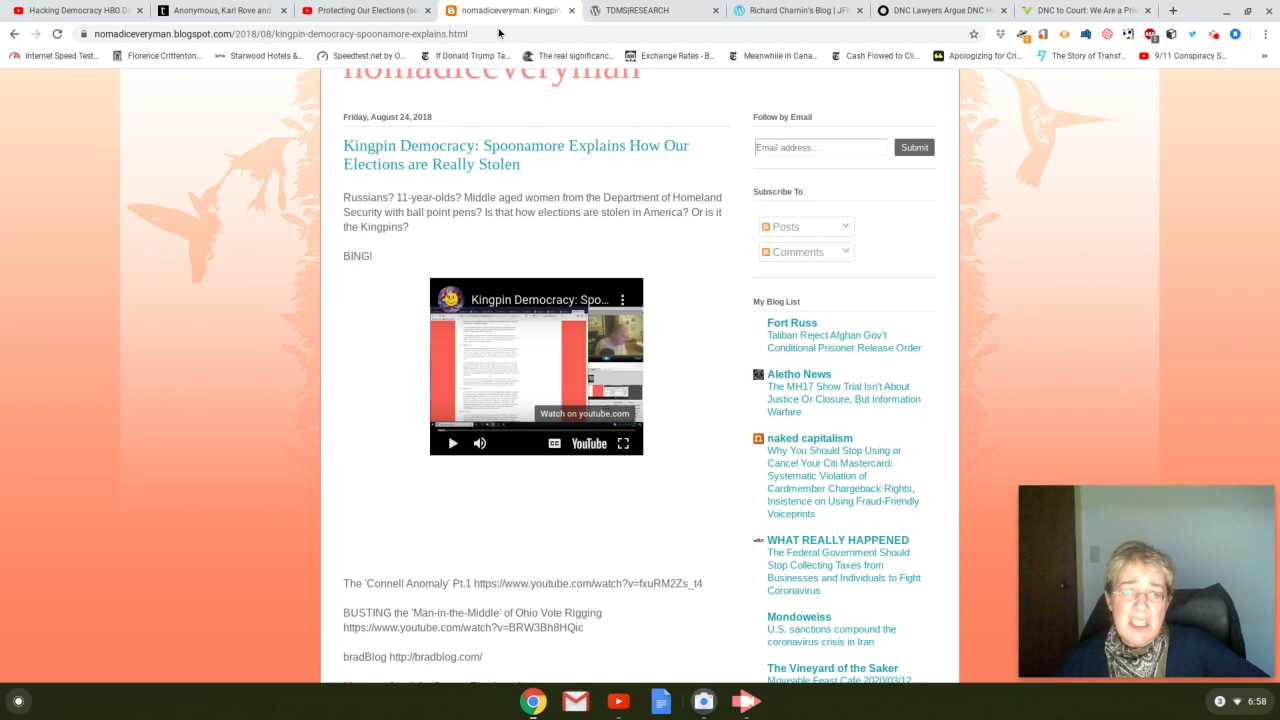 Hacking Democracy HBO D
Anonymous, Karl Rove and
Protecting Our Elections (se
nomadiceveryman: Kingpin
TDMS|RESEARCH
Richard Charnin's Blog | JFK
DNC Lawyers Argue DNC H
DNC to Court: We Are a Priv
nomadiceveryman.blogspot.com/2018/08/kingpin-democracy-spoonamore-explains.html
Internet Speed Test...
Florence Crittenton...
Starwood Hotels &...
Speedtest.net by O...
If Donald Trump Ta...
The real significanc...
Exchange Rates - B...
Meanwhile in Cana...
Cash Flowed to Cli...
Apologizing for Cri...
The Story of Transf...
9/11 Conspiracy S...
nomadiceveryman
Friday, August 24, 2018
Kingpin Democracy: Spoonamore Explains How Our
Elections are Really Stolen
Russians? 11-year-olds? Middle aged women from the Department of Homeland
Security with ball point pens? Is that how elections are stolen in America? Or is it
the Kingpins?
BING!
Kingpin Democracy: Spo...
Watch on youtube.com
CC
YouTube
The 'Connell Anomaly' Pt.1 https://www.youtube.com/watch?v=fxuRM2Zs_t4
BUSTING the 'Man-in-the-Middle' of Ohio Vote Rigging
https://www.youtube.com/watch?v=BRW3Bh8HQic
bradBlog http://bradblog.com/
Follow by Email
Email address...
Submit
Subscribe To
Posts
Comments
My Blog List
Fort Russ
Taliban Reject Afghan Gov't
Conditional Prisoner Release Order
Aletho News
The MH17 Show Trial Isn't About
Justice Or Closure, But Information
Warfare
naked capitalism
Why You Should Stop Using or
Cancel Your Citi Mastercard:
Systematic Violation of
Cardmember Chargeback Rights,
Insistence on Using Fraud-Friendly
Voiceprints
WHAT REALLY HAPPENED
The Federal Government Should
Stop Collecting Taxes from
Businesses and Individuals to Fight
Coronavirus
Mondoweiss
U.S. sanctions compound the
coronavirus crisis in Iran
The Vineyard of the Saker
Moveable Feast Cafe 2020/03/12
3
6:58